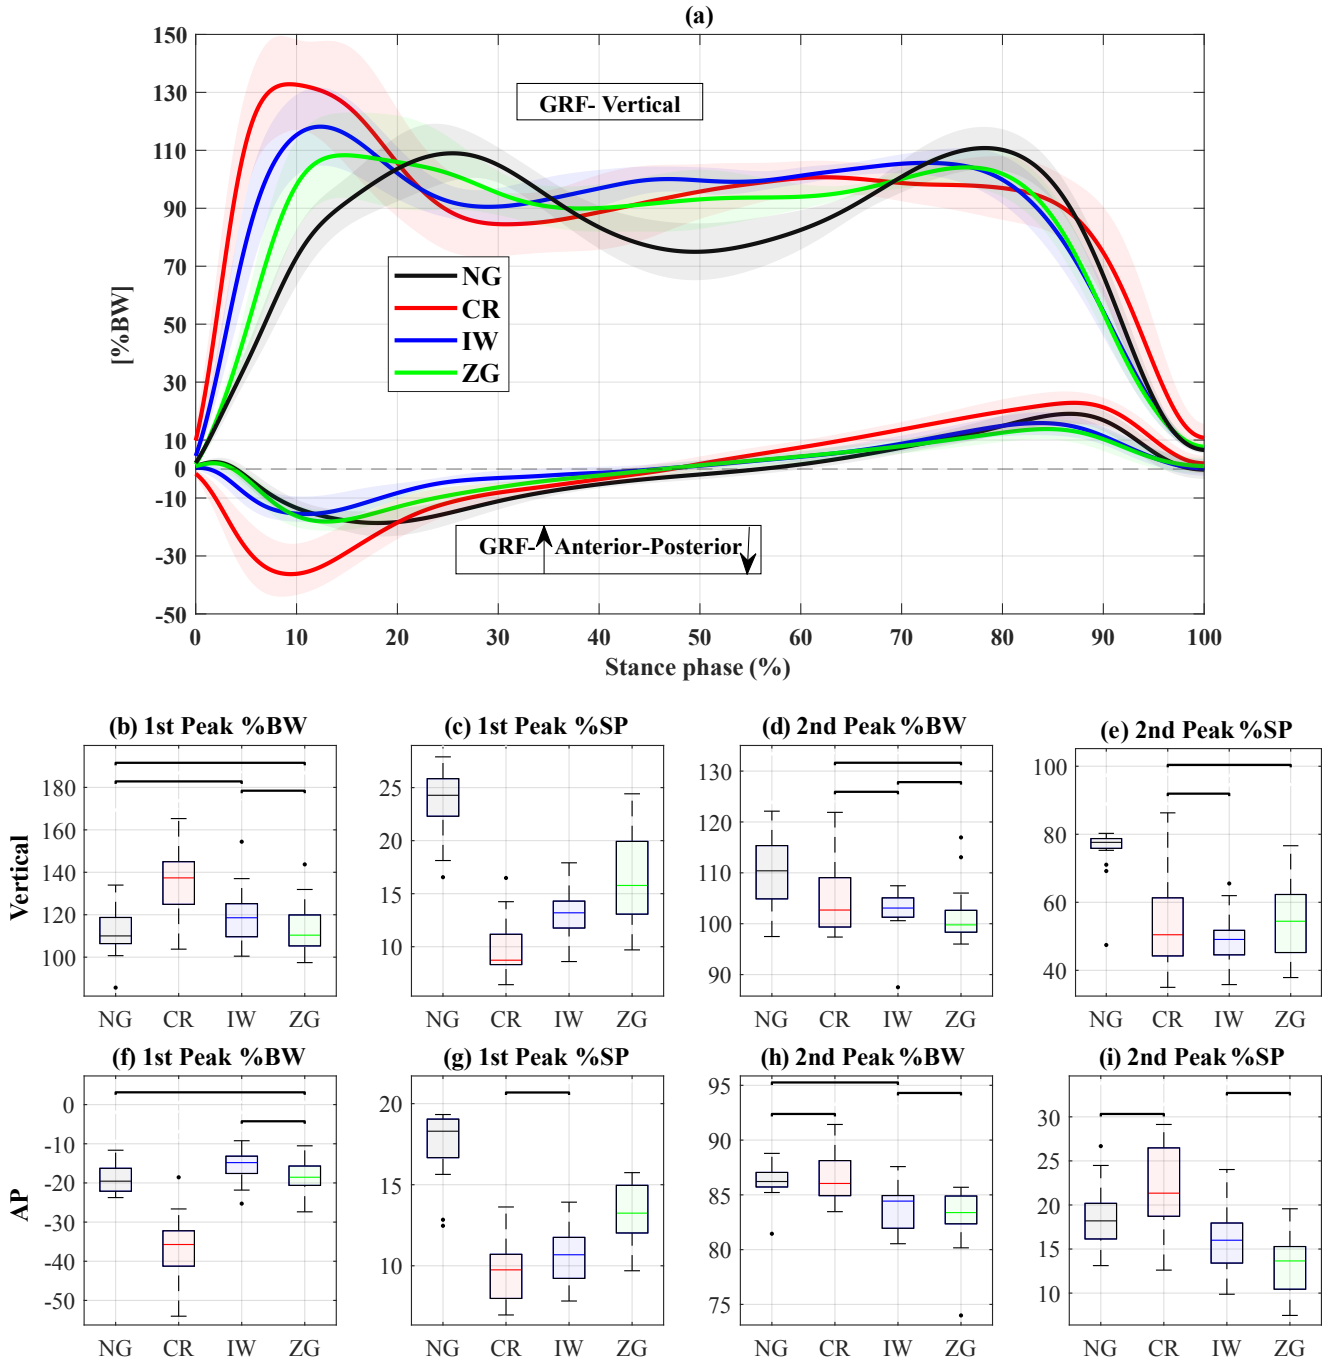 (a)
150
130
110
90
70
50
30
10
0
-10
-30
-50
[%BW]
GRF- Vertical
NG
CR
IW
ZG
GRF- Anterior-Posterior
0 10 20 30 40 50 60 70 80 90 100
Stance phase (%)
(b) 1st Peak %BW
180
160
140
120
100
Vertical
NG CR IW ZG
(c) 1st Peak %SP
25
20
15
10
NG CR IW ZG
(d) 2nd Peak %BW
130
120
110
100
90
NG CR IW ZG
(e) 2nd Peak %SP
100
80
60
40
NG CR IW ZG
(f) 1st Peak %BW
0
-10
-20
-30
-40
-50
AP
NG CR IW ZG
(g) 1st Peak %SP
20
15
10
NG CR IW ZG
(h) 2nd Peak %BW
95
90
85
80
75
NG CR IW ZG
(i) 2nd Peak %SP
30
25
20
15
10
NG CR IW ZG